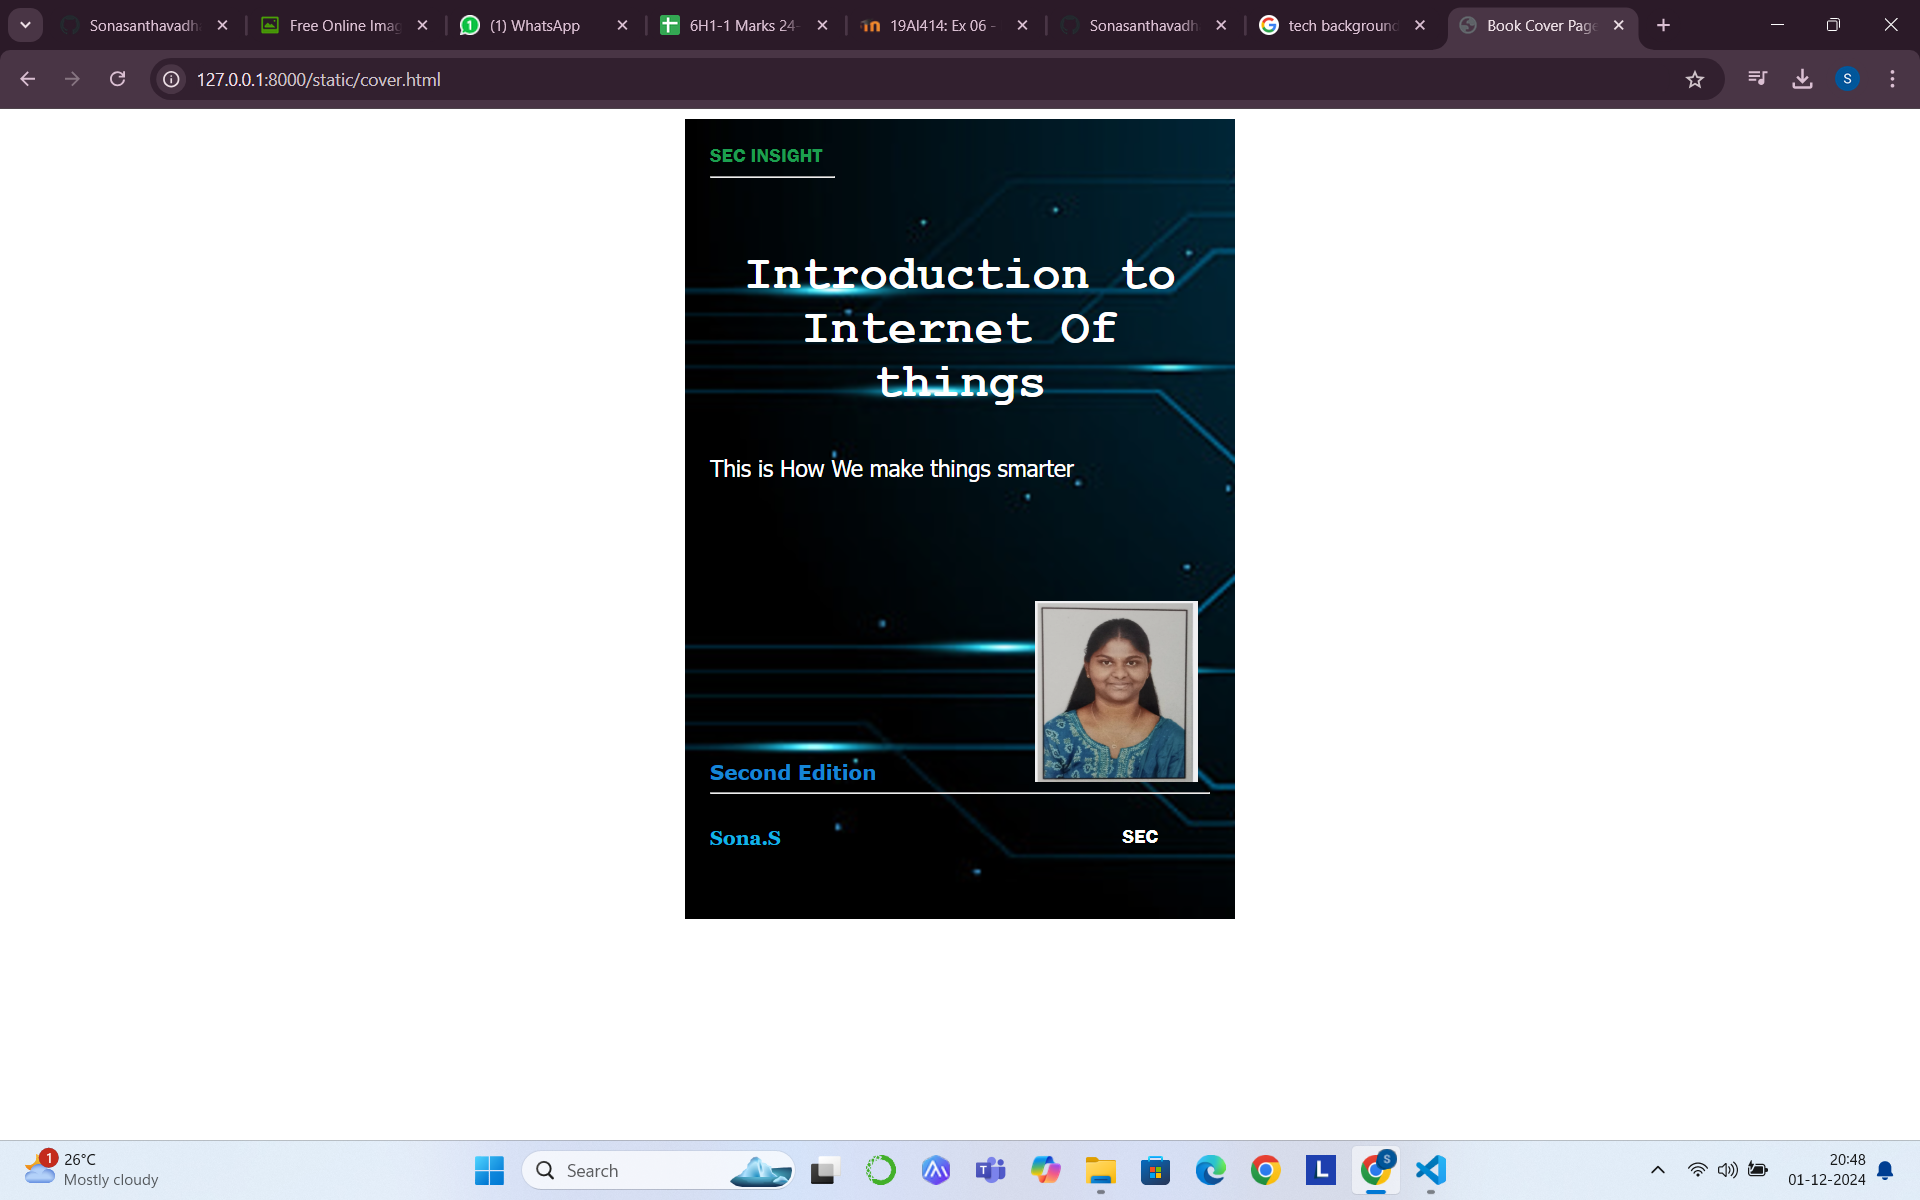 Sonasanthavadh
Free Online Imag
(1) WhatsApp
6H1-1 Marks 24-
19AI414: Ex 06 -
Sonasanthavadh
tech background
Book Cover Page
127.0.0.1:8000/static/cover.html
S
SEC INSIGHT
Introduction to
Internet Of
things
This is How We make things smarter
Second Edition
Sona.S
SEC
1
26°C
Mostly cloudy
Search
L
S
20:48
01-12-2024